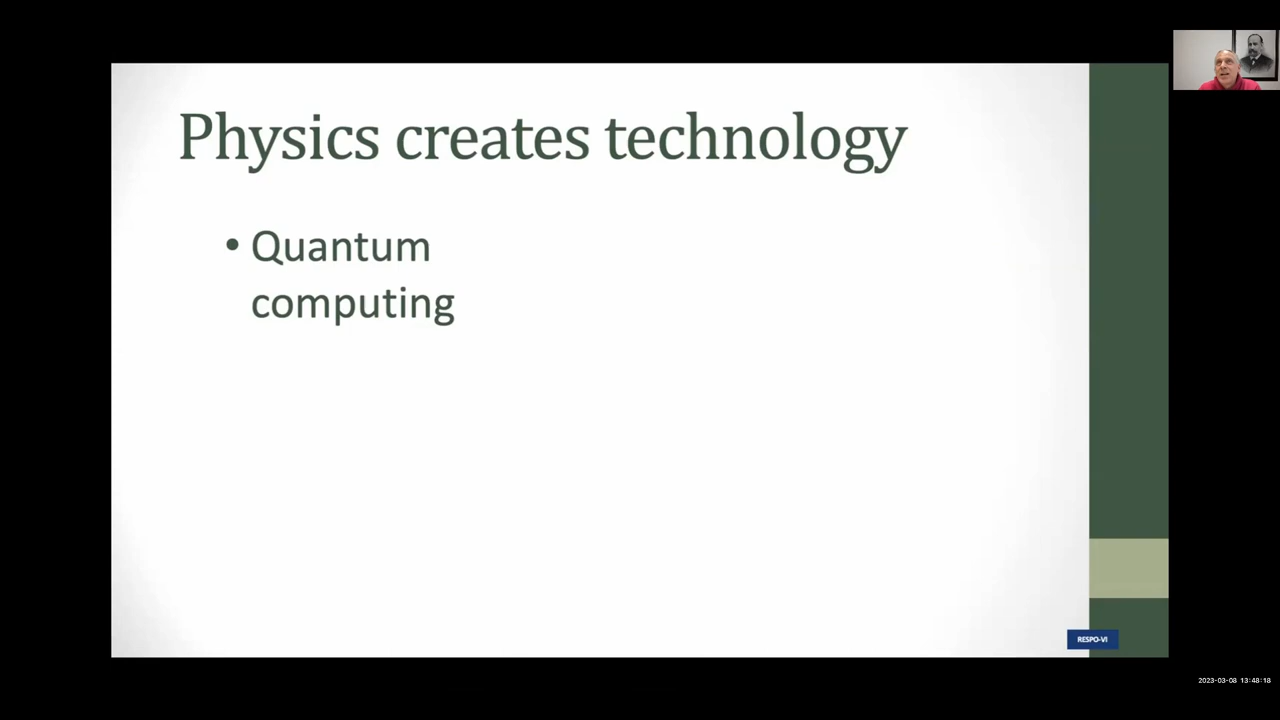 Physics creates technology
• Quantum
computing
RESPO-VI
2023-03-08 13:48:18